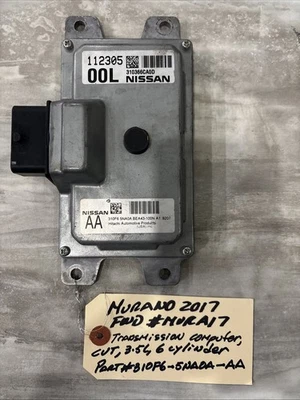 112305
00L
310366CA0D
NISSAN
NISSAN
AA
Hitachi Automotive Products
MURANO 2017
FWD #MURA17
TRANSMISSION COMPUTER,
CVT, 3.5L, 6 cylinder
PART#310F6-5NA0A-AA